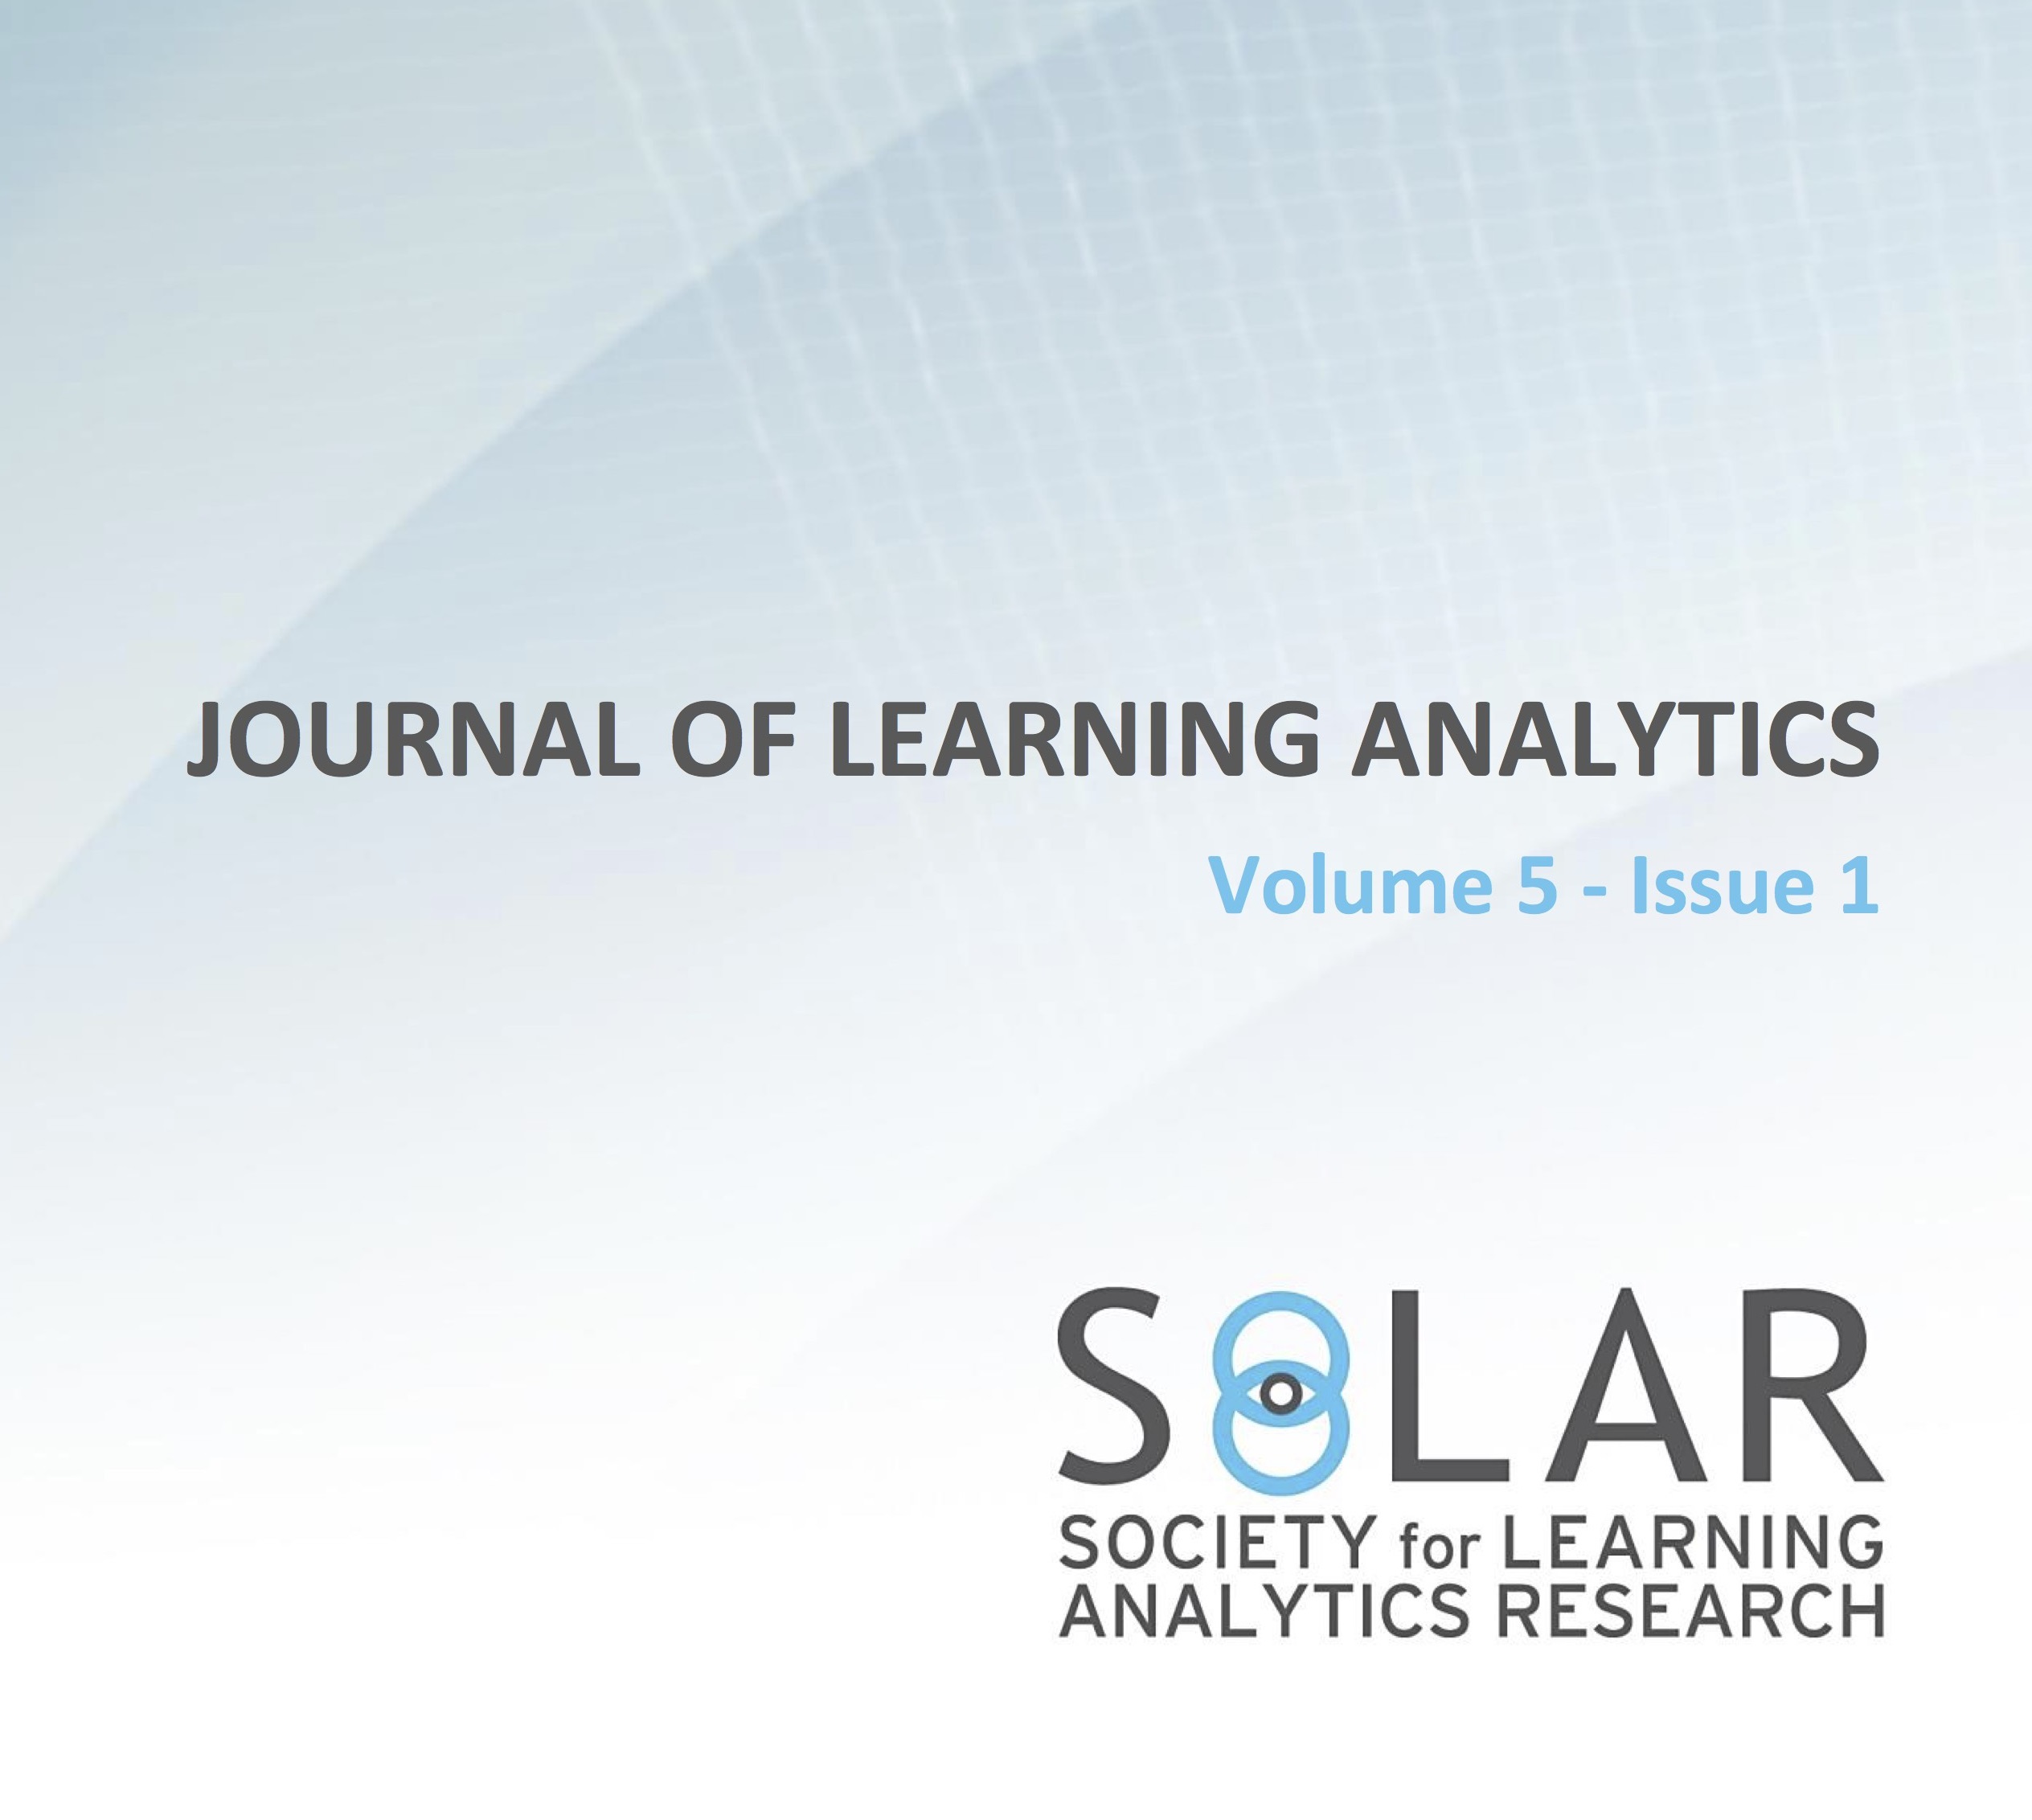 JOURNAL OF LEARNING ANALYTICS
Volume 5 - Issue 1
SOLAR
SOCIETY for LEARNING
ANALYTICS RESEARCH